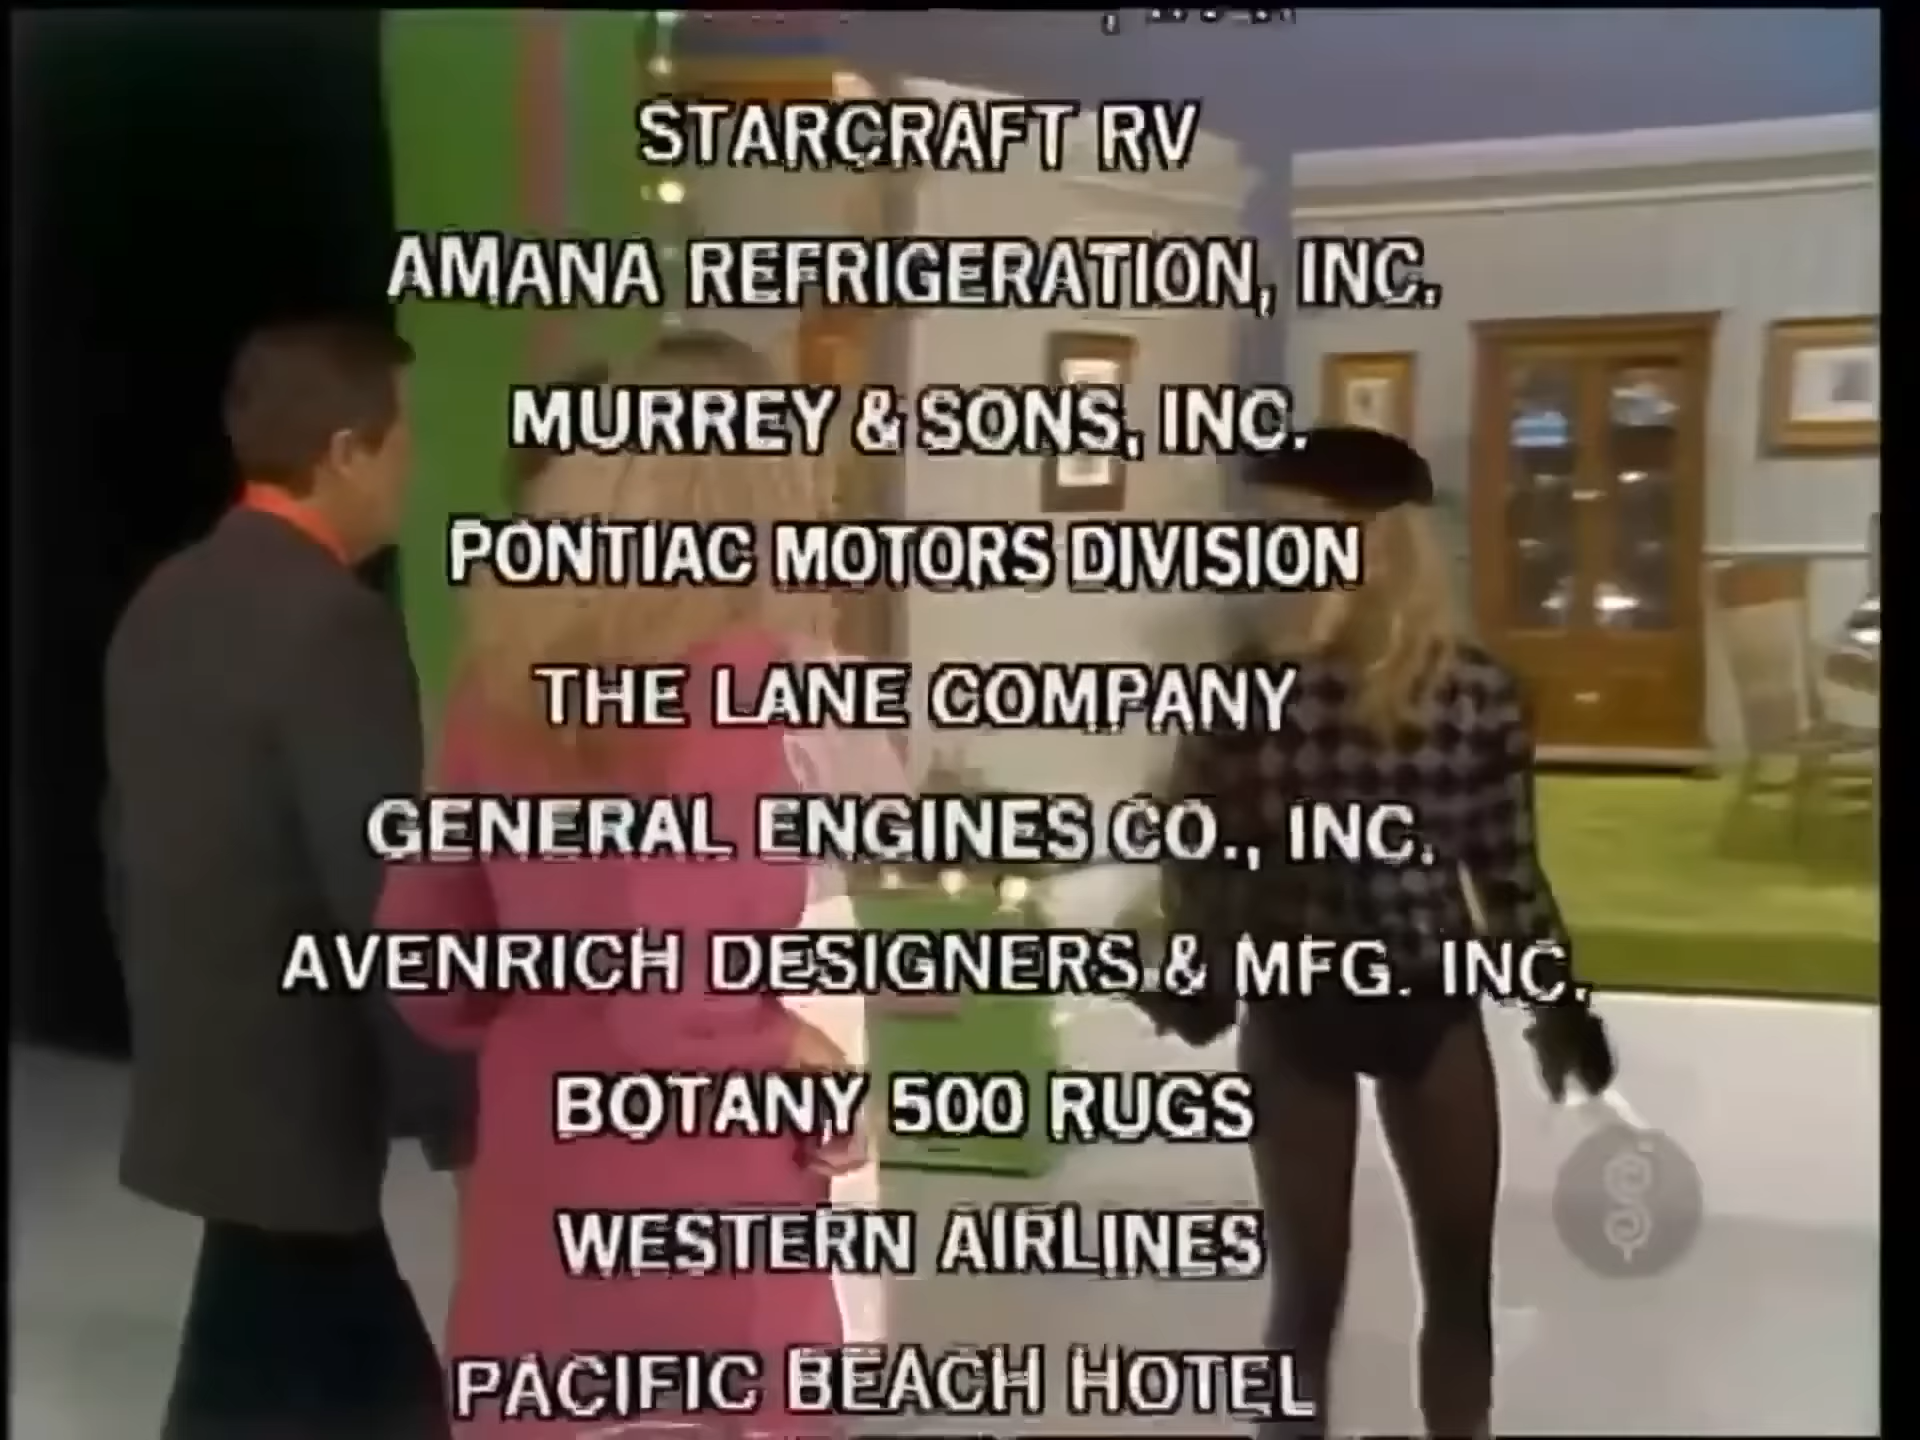 STARCRAFT RV
AMANA REFRIGERATION, INC.
MURREY & SONS, INC.
PONTIAC MOTORS DIVISION
THE LANE COMPANY
GENERAL ENGINES CO., INC.
AVENRICH DESIGNERS & MFG. INC.
BOTANY 500 RUGS
WESTERN AIRLINES
PACIFIC BEACH HOTEL